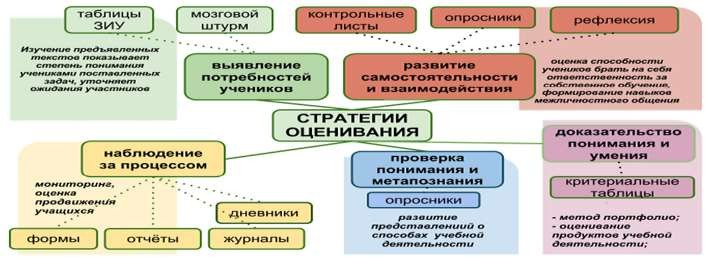 таблицы
ЗИУ
мозговой
штурм
контрольные
листы
опросники
рефлексия
Изучение предъявленных
текстов показывает
степень понимания
учениками поставленных
задач, уточняет
ожидания участников
выявление
потребностей
учеников
развитие
самостоятельности
и взаимодействия
оценка способности
учеников брать на себя
ответственность за
собственное обучение,
формирование навыков
межличностного общения
СТРАТЕГИИ
ОЦЕНИВАНИЯ
наблюдение
за процессом
проверка
понимания и
метапознания
доказательство
понимания и
умения
мониторинг,
оценка
продвижения
учащихся
опросники
критериальные
таблицы
дневники
формы
отчёты
журналы
развитие
представлениий о
способах учебной
деятельности
- метод портфолио;
- оценивание
продуктов учебной
деятельности;